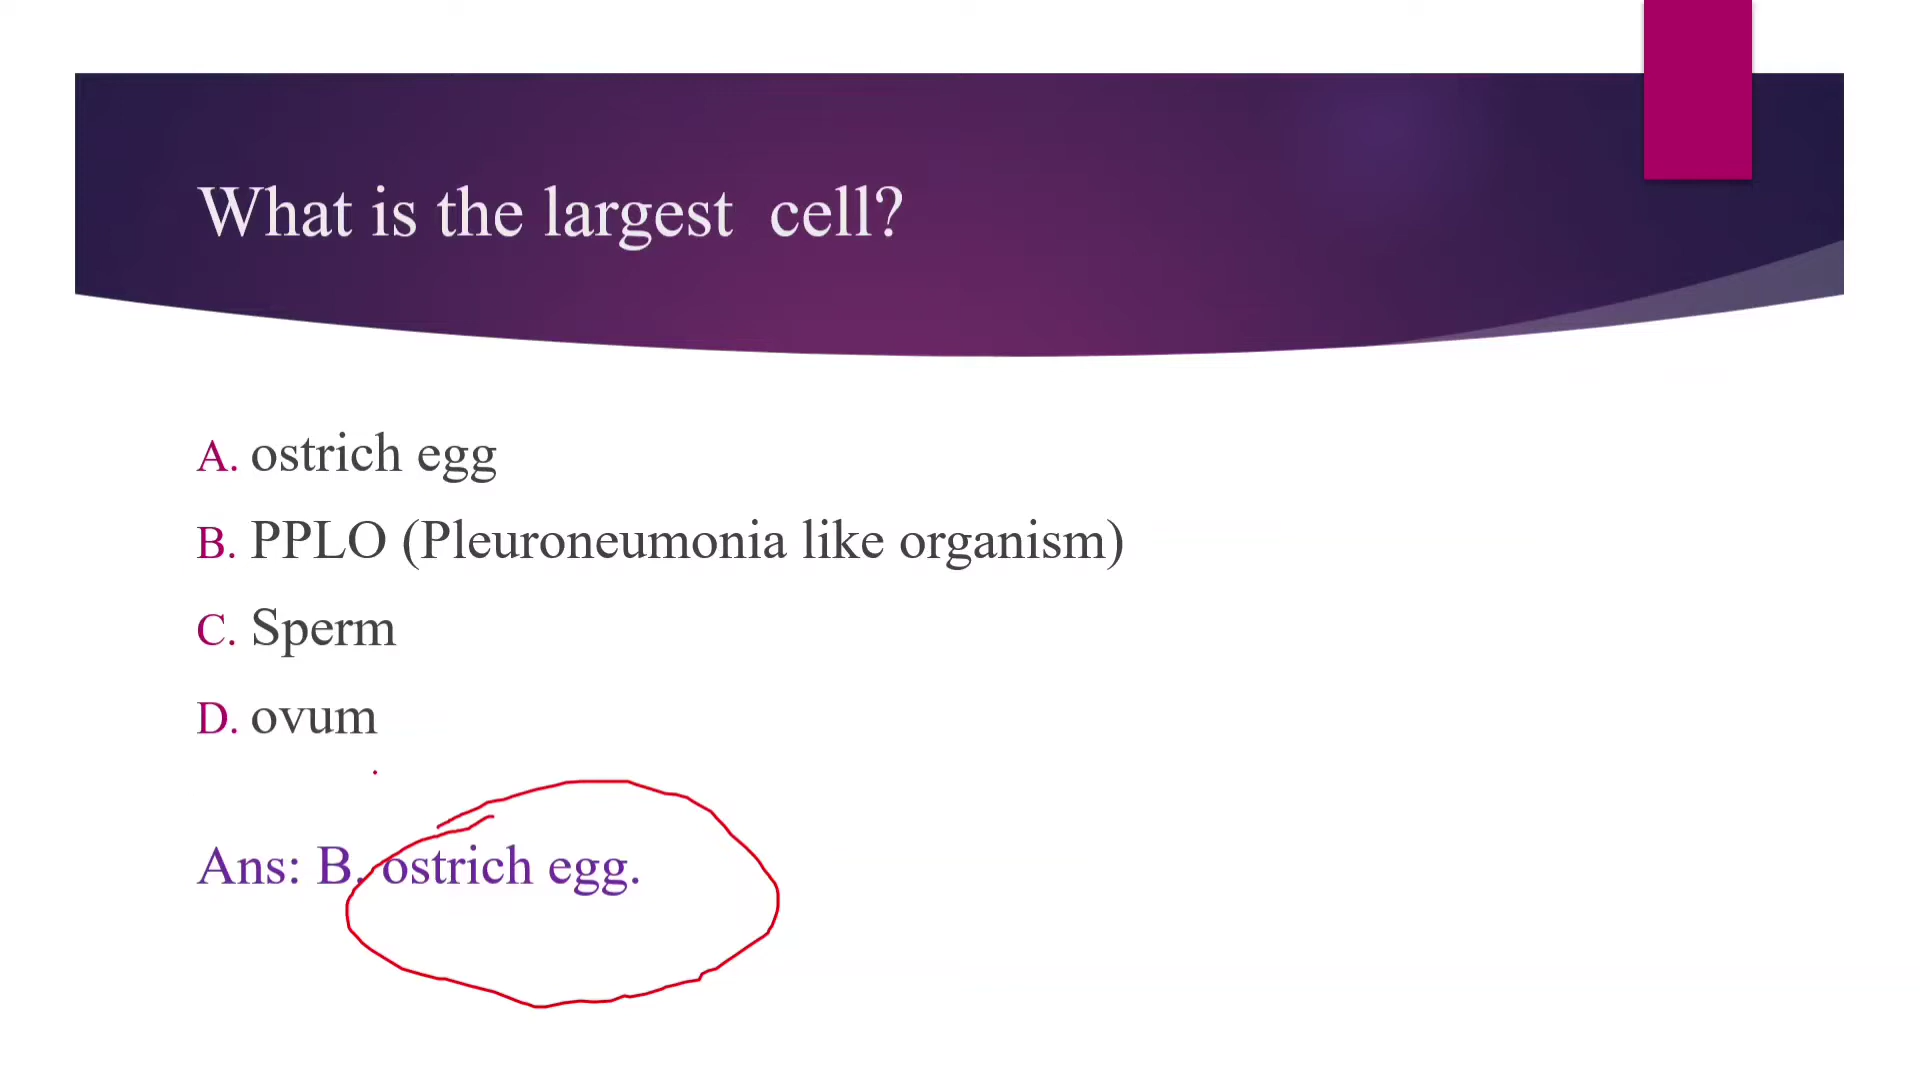 What is the largest cell?
A. ostrich egg
B. PPLO (Pleuroneumonia like organism)
C. Sperm
D. ovum
Ans: B. ostrich egg.